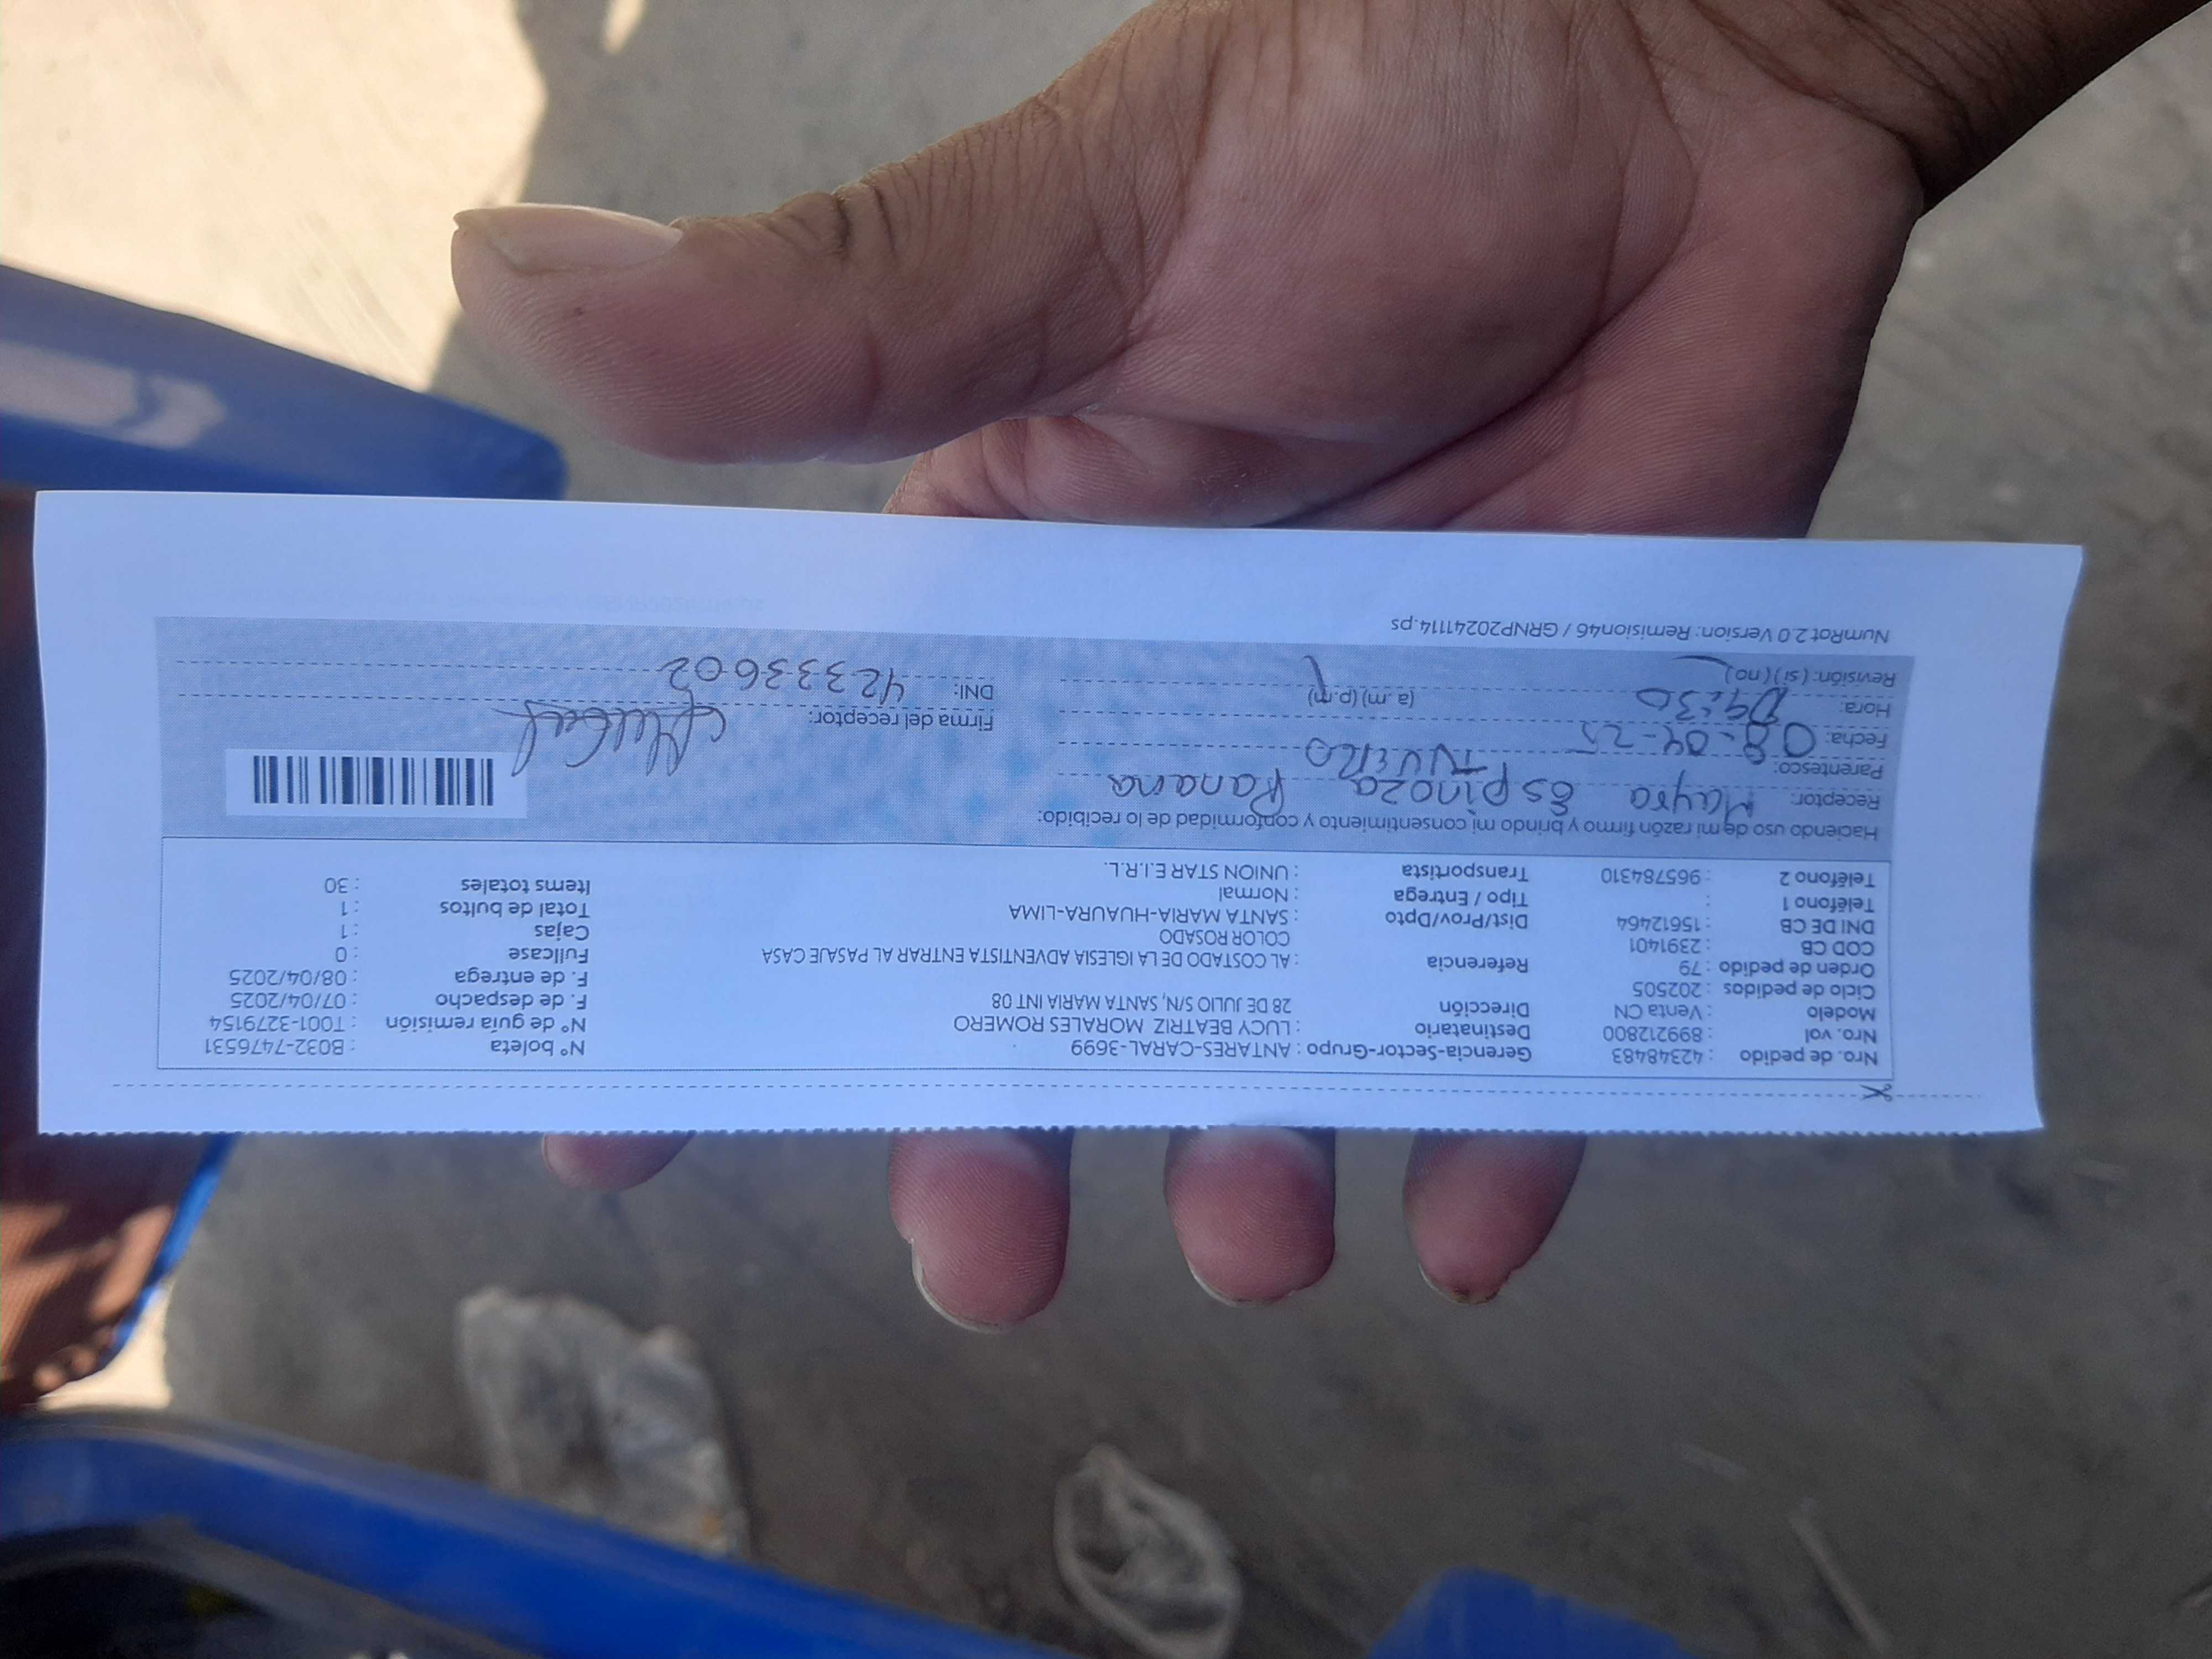 Nro. de pedido : 42348483
Nro. vol : 899212800
Modelo : Venta CN
Ciclo de pedidos : 202505
Orden de pedido : 79
COD CB : 2391401
DNI DE CB : 15612464
Teléfono 1 :
Teléfono 2 : 965784310
Gerencia-Sector-Grupo : ANTARES-CARAL-3699
Destinatario : LUCY BEATRIZ MORALES ROMERO
Dirección 28 DE JULIO S/N, SANTA MARIA INT 08
Referencia : AL COSTADO DE LA IGLESIA ADVENTISTA ENTRAR AL PASAJE CASA
COLOR ROSADO
Dist/Prov/Dpto : SANTA MARIA-HUAURA-LIMA
Tipo / Entrega : Normal
Transportista : UNION STAR E.I.R.L.
N° boleta : B032-7476531
N° de guía remisión : T001-3279154
F. de despacho : 07/04/2025
F. de entrega : 08/04/2025
Fullcase : 0
Cajas : 1
Total de bultos : 1
Items totales : 30
Haciendo uso de mi razón firmo y brindo mi consentimiento y conformidad de lo recibido:
Receptor: Mayra Espinoza Panana
Parentesco:
Fecha: 08-04-25
Hora: 09:30 (a.m) (p.m)
Revisión: (si) (no)
Firma del receptor:
DNI: 42333602
NumRot 2.0 Version: Remision46 / GRNP20241114.ps